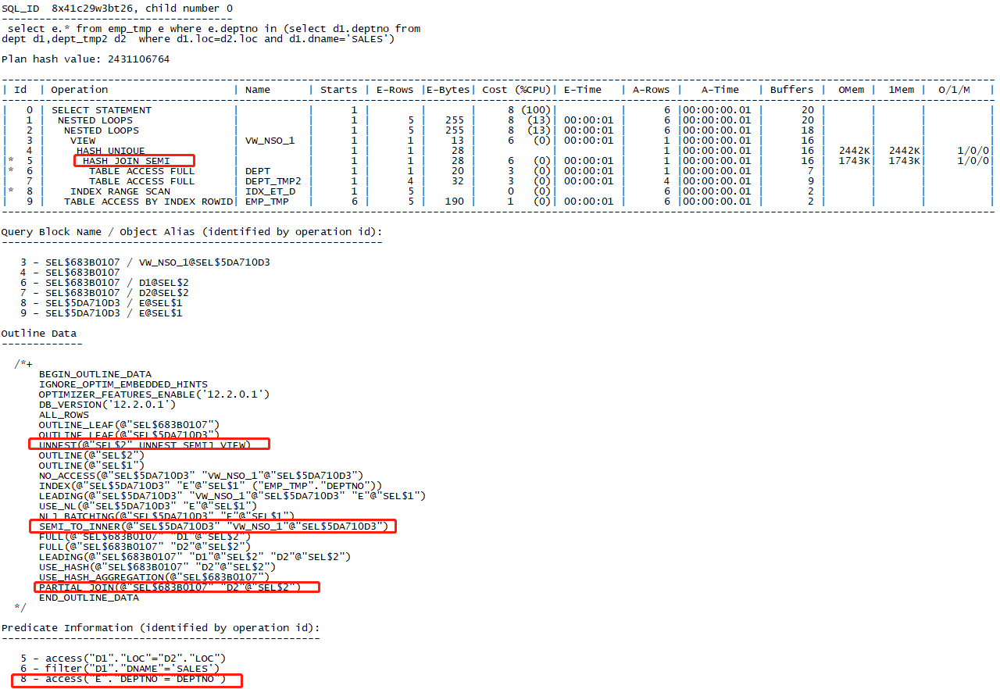 SQL_ID  8x41c29w3bt26, child number 0
-------------------------------------
 select e.* from emp_tmp e where e.deptno in (select d1.deptno from
dept d1,dept_tmp2 d2  where d1.loc=d2.loc and d1.dname='SALES')
Plan hash value: 2431106764
| Id  | Operation                             | Name      | Starts | E-Rows |E-Bytes| Cost (%CPU)| E-Time   | A-Rows |   A-Time   | Buffers |  OMem |  1Mem |  O/1/M   |
|   0 | SELECT STATEMENT                      |           |      1 |        |       |     8 (100)|          |      6 |00:00:00.01 |      20 |       |       |          |
|   1 |  NESTED LOOPS                         |           |      1 |      5 |   255 |     8  (13)| 00:00:01 |      6 |00:00:00.01 |      20 |       |       |          |
|   2 |   NESTED LOOPS                        |           |      1 |      5 |   255 |     8  (13)| 00:00:01 |      6 |00:00:00.01 |      18 |       |       |          |
|   3 |    VIEW                               | VW_NSO_1  |      1 |      1 |    13 |     6   (0)| 00:00:01 |      1 |00:00:00.01 |      16 |       |       |          |
|   4 |     HASH UNIQUE                       |           |      1 |      1 |    28 |            |          |      1 |00:00:00.01 |      16 |  2442K|  2442K|     1/0/0|
|*  5 |      HASH JOIN SEMI                   |           |      1 |      1 |    28 |     6   (0)| 00:00:01 |      1 |00:00:00.01 |      16 |  1743K|  1743K|     1/0/0|
|*  6 |       TABLE ACCESS FULL               | DEPT      |      1 |      1 |    20 |     3   (0)| 00:00:01 |      1 |00:00:00.01 |       7 |       |       |          |
|   7 |       TABLE ACCESS FULL               | DEPT_TMP2 |      1 |      4 |    32 |     3   (0)| 00:00:01 |      4 |00:00:00.01 |       9 |       |       |          |
|*  8 |    INDEX RANGE SCAN                   | IDX_ET_D  |      1 |      5 |       |     0   (0)|          |      6 |00:00:00.01 |       2 |       |       |          |
|   9 |   TABLE ACCESS BY INDEX ROWID| EMP_TMP   |      6 |      5 |   190 |     1   (0)| 00:00:01 |      6 |00:00:00.01 |       2 |       |       |          |
Query Block Name / Object Alias (identified by operation id):
-------------------------------------------------------------
   3 - SEL$683B0107 / VW_NSO_1@SEL$5DA710D3
   4 - SEL$683B0107
   6 - SEL$683B0107 / D1@SEL$2
   7 - SEL$683B0107 / D2@SEL$2
   8 - SEL$5DA710D3 / E@SEL$1
   9 - SEL$5DA710D3 / E@SEL$1
Outline Data
-------------
  /*+
      BEGIN_OUTLINE_DATA
      IGNORE_OPTIM_EMBEDDED_HINTS
      OPTIMIZER_FEATURES_ENABLE('12.2.0.1')
      DB_VERSION('12.2.0.1')
      ALL_ROWS
      OUTLINE_LEAF(@"SEL$683B0107")
      OUTLINE_LEAF(@"SEL$5DA710D3")
      UNNEST(@"SEL$2" UNNEST_SEMIJ_VIEW)
      OUTLINE(@"SEL$2")
      OUTLINE(@"SEL$1")
      NO_ACCESS(@"SEL$5DA710D3" "VW_NSO_1"@"SEL$5DA710D3")
      INDEX(@"SEL$5DA710D3" "E"@"SEL$1" ("EMP_TMP"."DEPTNO"))
      LEADING(@"SEL$5DA710D3" "VW_NSO_1"@"SEL$5DA710D3" "E"@"SEL$1")
      USE_NL(@"SEL$5DA710D3" "E"@"SEL$1")
      NLJ_BATCHING(@"SEL$5DA710D3" "E"@"SEL$1")
      SEMI_TO_INNER(@"SEL$5DA710D3" "VW_NSO_1"@"SEL$5DA710D3")
      FULL(@"SEL$683B0107" "D1"@"SEL$2")
      FULL(@"SEL$683B0107" "D2"@"SEL$2")
      LEADING(@"SEL$683B0107" "D1"@"SEL$2" "D2"@"SEL$2")
      USE_HASH(@"SEL$683B0107" "D2"@"SEL$2")
      USE_HASH_AGGREGATION(@"SEL$683B0107")
      PARTIAL_JOIN(@"SEL$683B0107" "D2"@"SEL$2")
      END_OUTLINE_DATA
  */
Predicate Information (identified by operation id):
---------------------------------------------------
   5 - access("D1"."LOC"="D2"."LOC")
   6 - filter("D1"."DNAME"='SALES')
   8 - access("E"."DEPTNO"="DEPTNO")